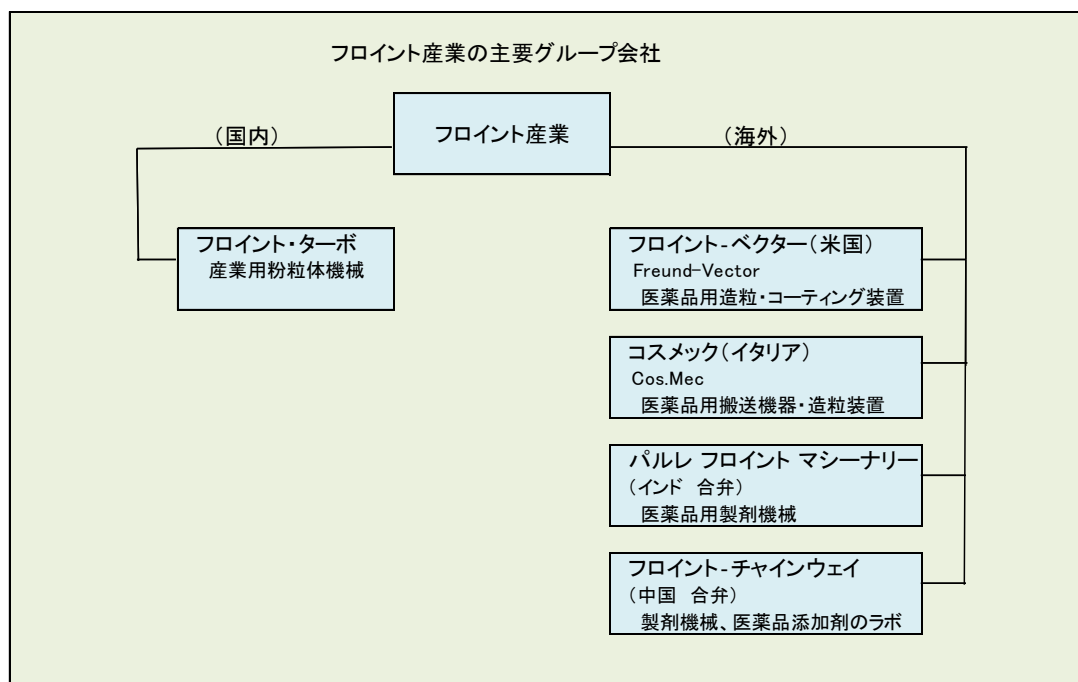 フロイント産業の主要グループ会社
フロイント産業
（国内）
（海外）
フロイント・ターボ
産業用粉粒体機械
フロイント-ベクター（米国）
Freund-Vector
医薬品用造粒・コーティング装置
コスメック（イタリア）
Cos.Mec
医薬品用搬送機器・造粒装置
パルレ フロイント マシーナリー
（インド 合弁）
医薬品用製剤機械
フロイント-チャインウェイ
（中国 合弁）
製剤機械、医薬品添加剤のラボ